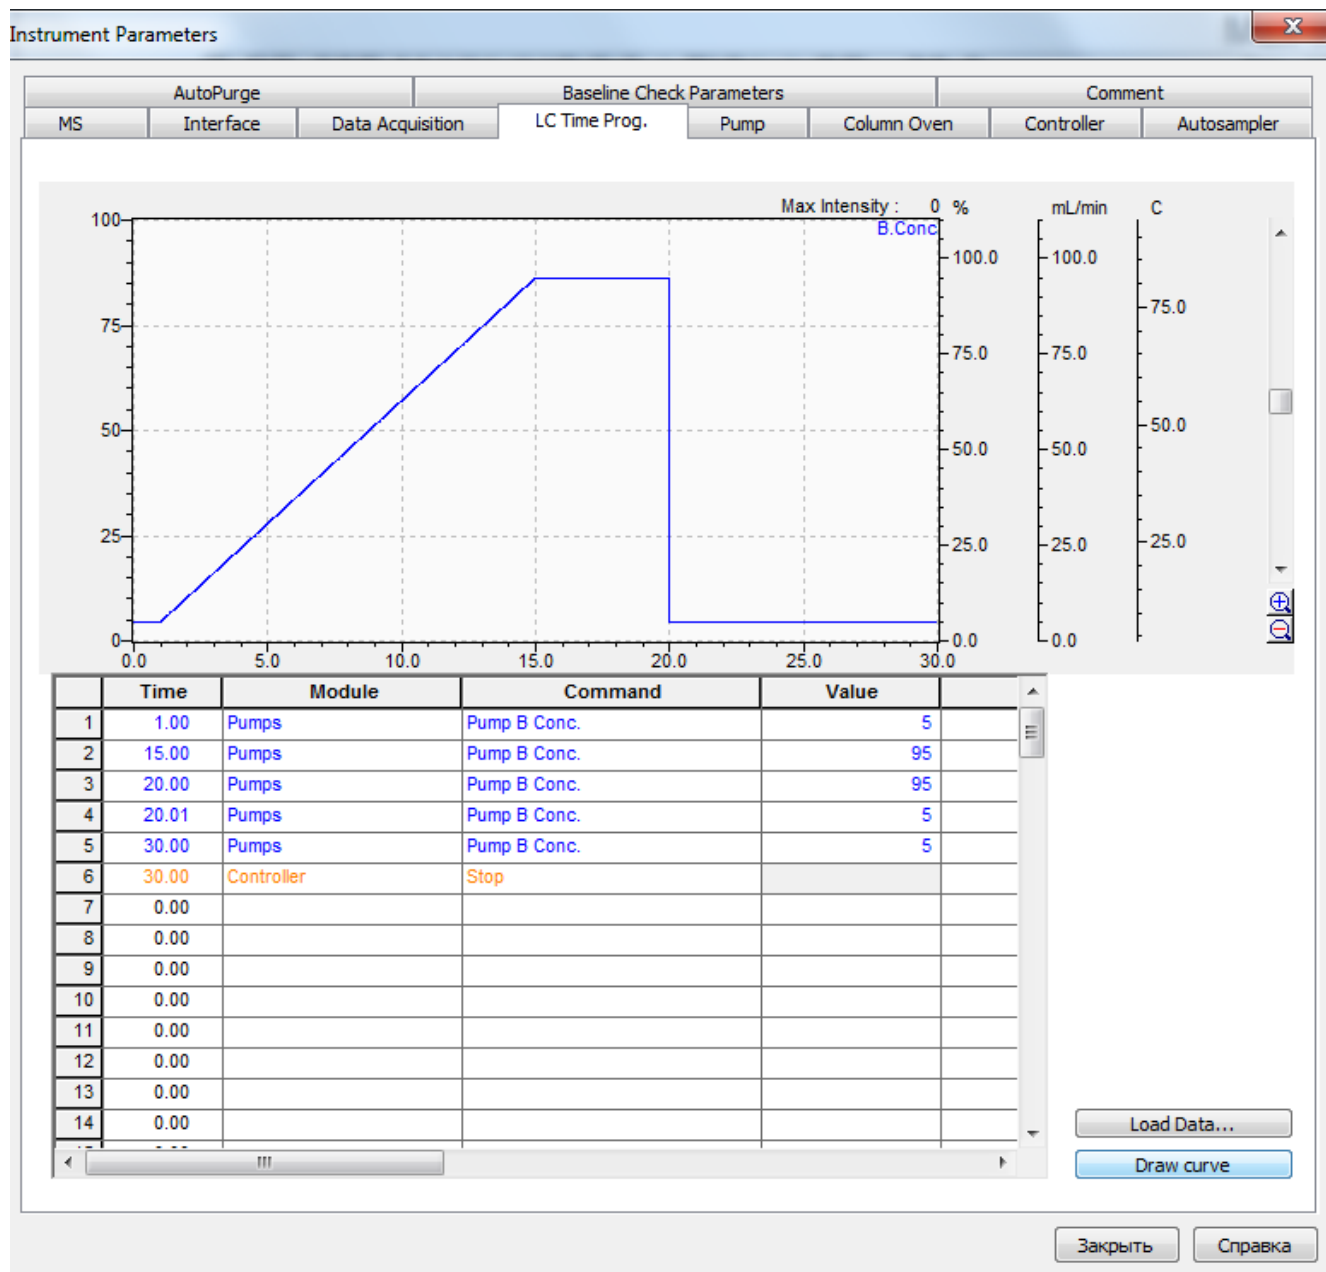 Instrument Parameters
AutoPurge Baseline Check Parameters Comment
MS Interface Data Acquisition LC Time Prog. Pump Column Oven Controller Autosampler
Max Intensity : 0 % mL/min C
B.Conc
100 75 50 25 0
100.0 75.0 50.0 25.0 0.0
100.0 75.0 50.0 25.0 0.0
75.0 50.0 25.0
0.0 5.0 10.0 15.0 20.0 25.0 30.0
Time Module Command Value
1 1.00 Pumps Pump B Conc. 5
2 15.00 Pumps Pump B Conc. 95
3 20.00 Pumps Pump B Conc. 95
4 20.01 Pumps Pump B Conc. 5
5 30.00 Pumps Pump B Conc. 5
6 30.00 Controller Stop
7 0.00
8 0.00
9 0.00
10 0.00
11 0.00
12 0.00
13 0.00
14 0.00
Load Data...
Draw curve
Закрыть Справка